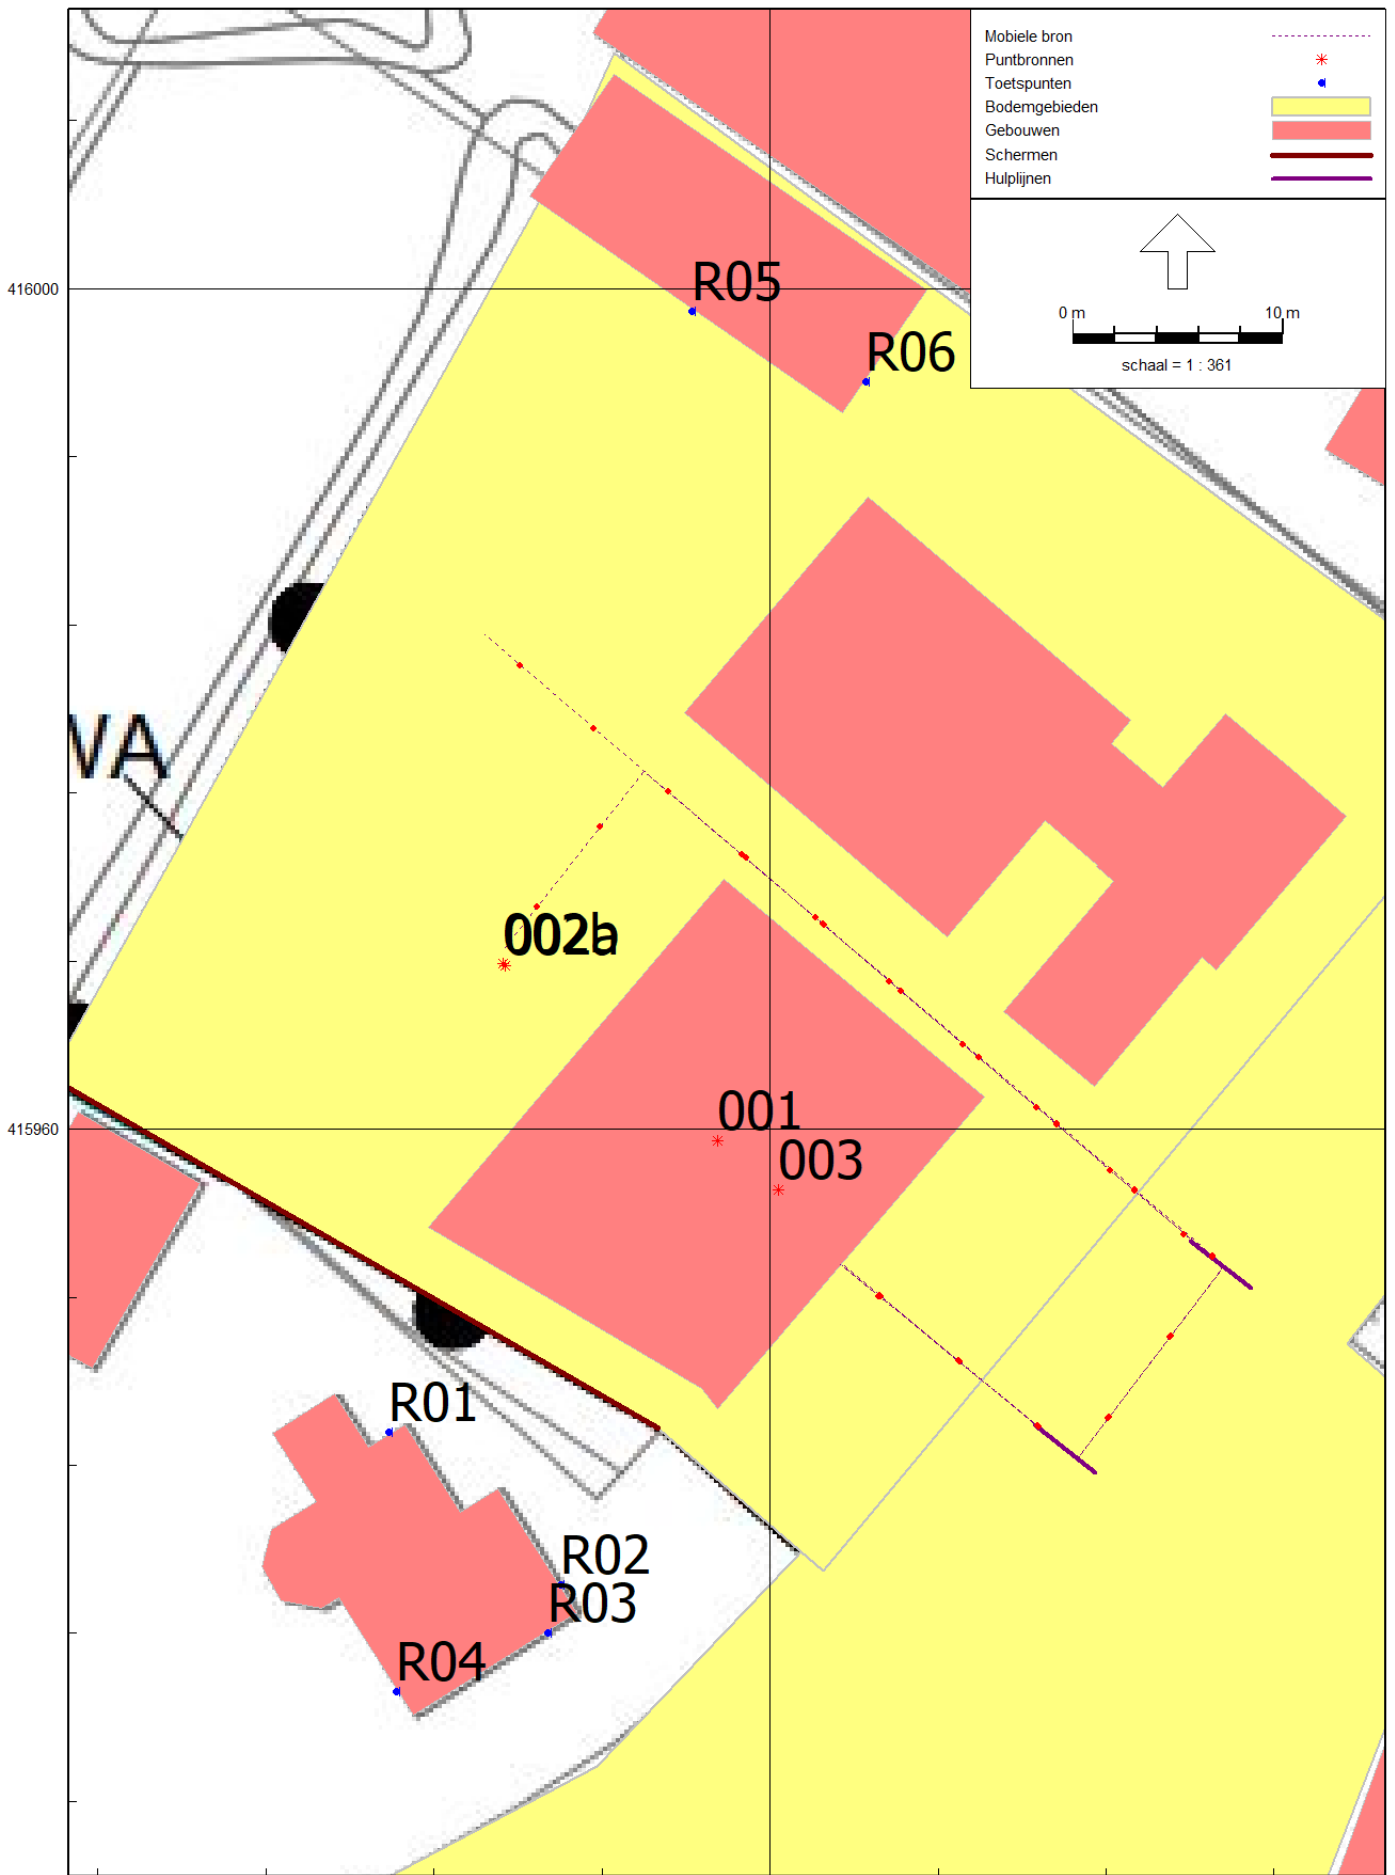 Mobiele bron
Puntbronnen
Toetspunten
Bodemgebieden
Gebouwen
Schermen
Hulplijnen
0 m
10 m
schaal = 1 : 361
416000
R05
R06
VA
002b
001
415960
003
R01
R02
R03
R04